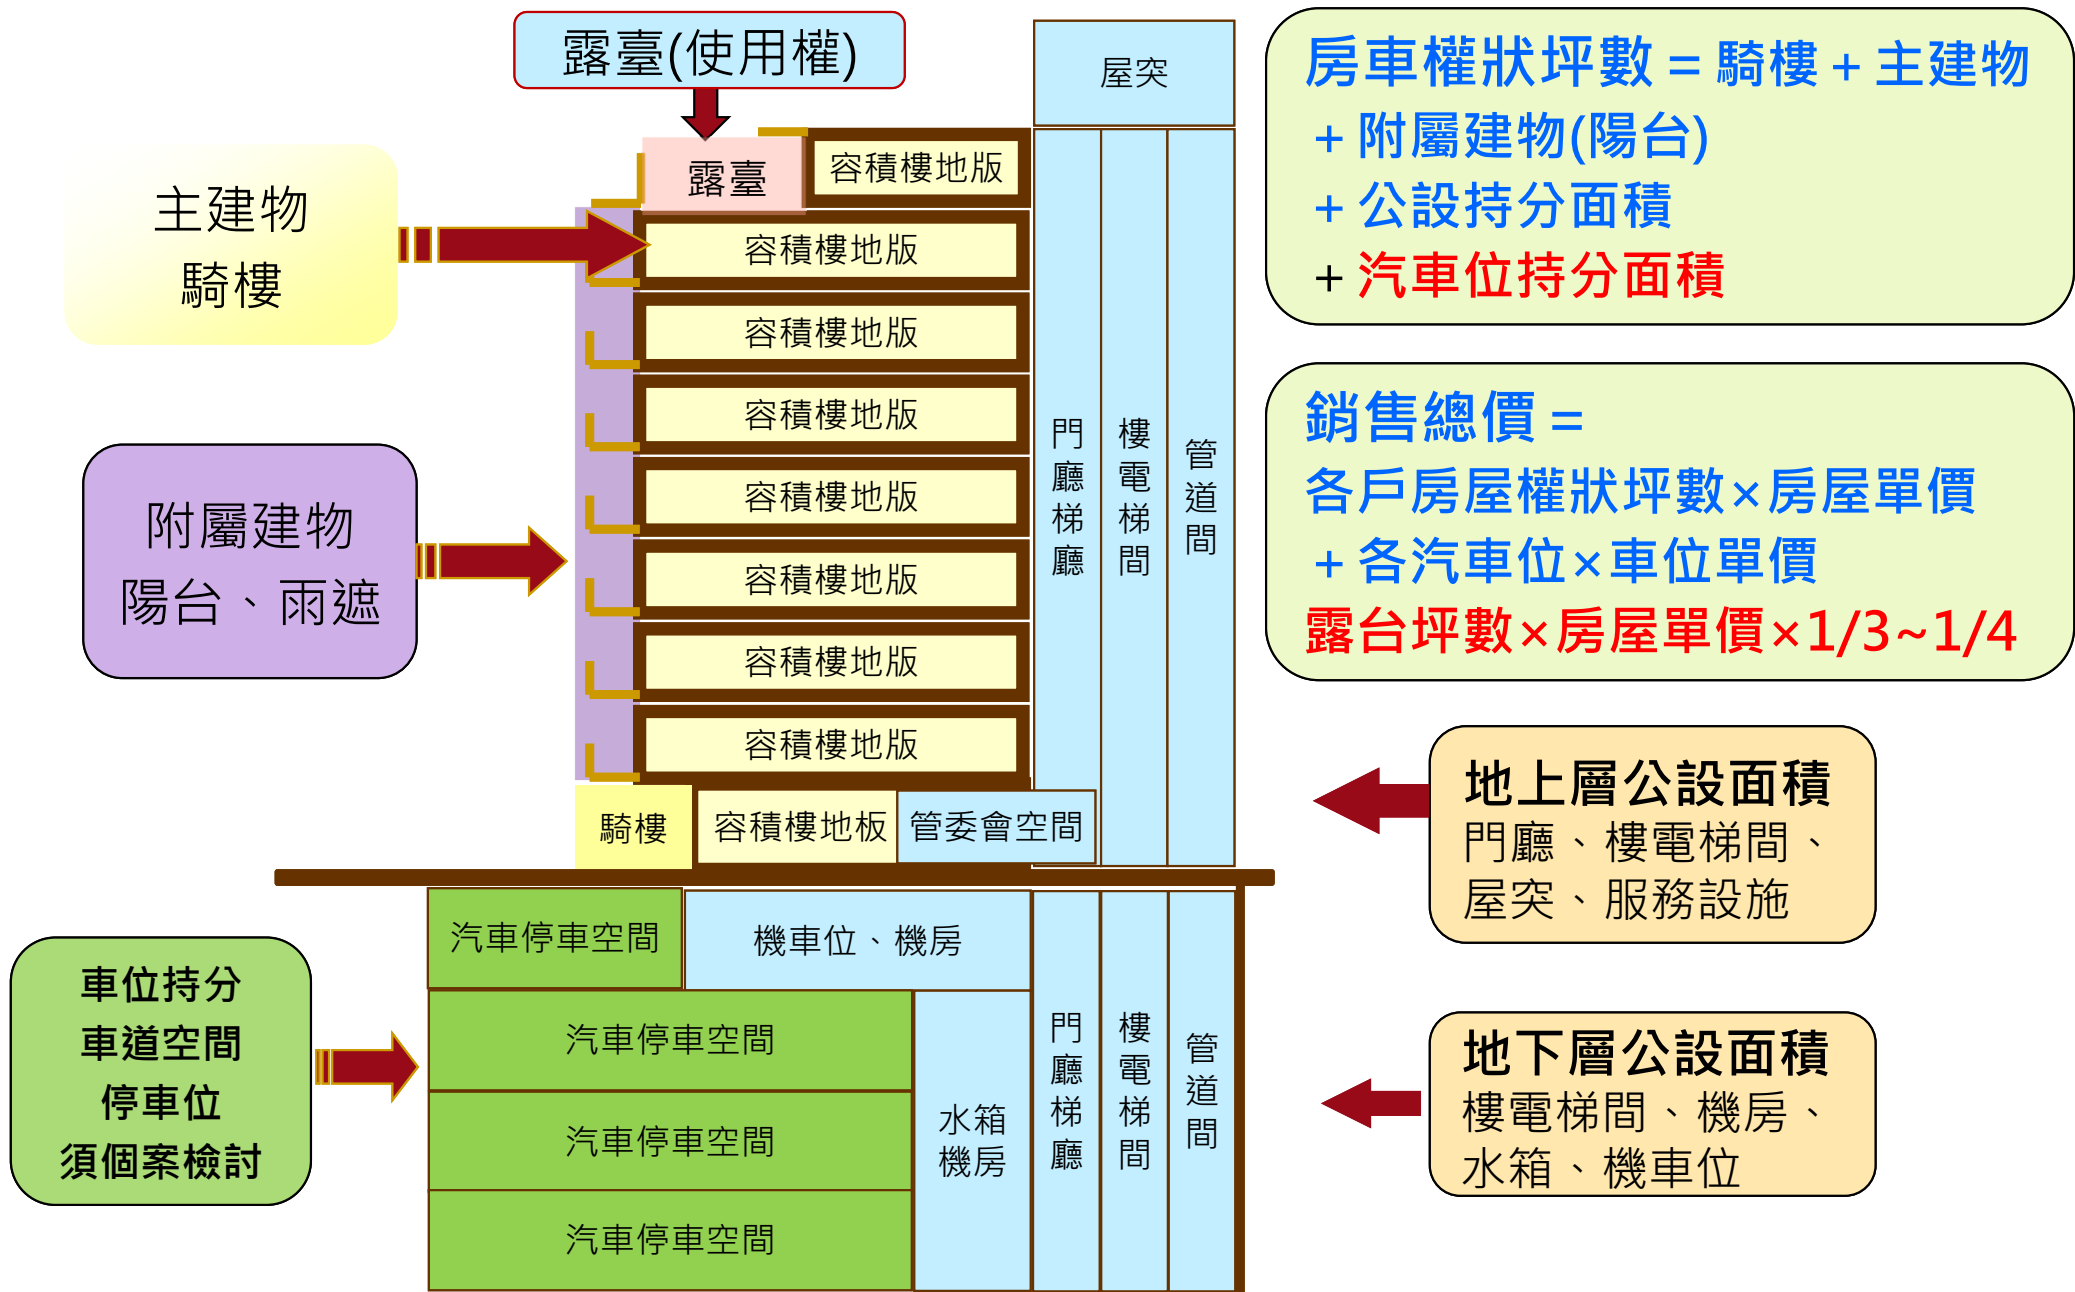 露臺(使用權)
屋突
房車權狀坪數 = 騎樓 + 主建物
+ 附屬建物(陽台)
+ 公設持分面積
+ 汽車位持分面積
主建物
騎樓
露臺
容積樓地版
容積樓地版
容積樓地版
容積樓地版
容積樓地版
容積樓地版
容積樓地版
容積樓地版
門廳梯廳
樓電梯間
管道間
銷售總價 =
各戶房屋權狀坪數×房屋單價
+ 各汽車位×車位單價
露台坪數×房屋單價×1/3~1/4
附屬建物
陽台、雨遮
騎樓
容積樓地板
管委會空間
地上層公設面積
門廳、樓電梯間、
屋突、服務設施
汽車停車空間
機車位、機房
汽車停車空間
汽車停車空間
汽車停車空間
水箱
機房
門廳梯廳
樓電梯間
管道間
車位持分
車道空間
停車位
須個案檢討
地下層公設面積
樓電梯間、機房、
水箱、機車位